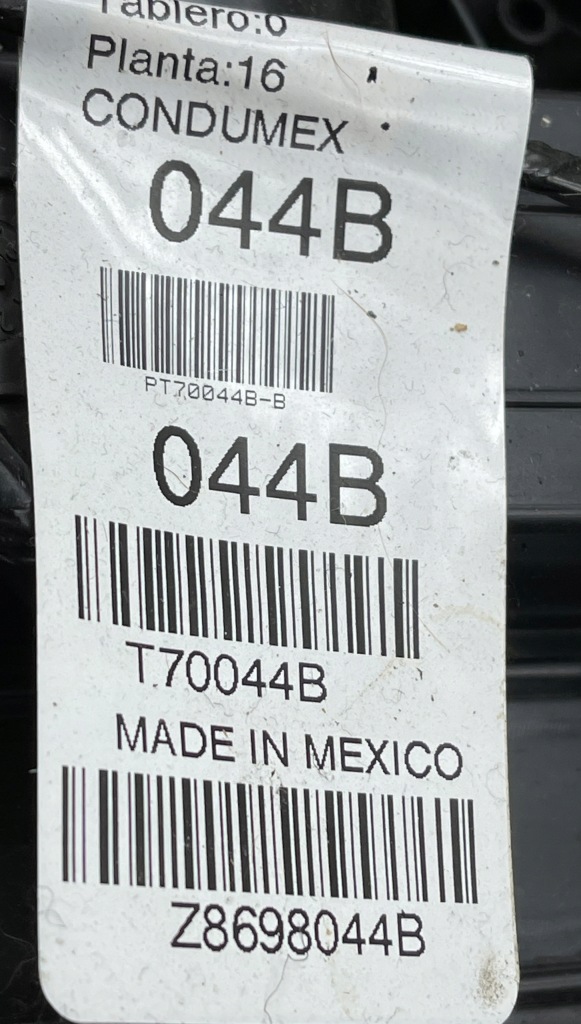 Tablero:0
Planta:16
CONDUMEX
044B
PT70044B-B
044B
T70044B
MADE IN MEXICO
Z8698044B